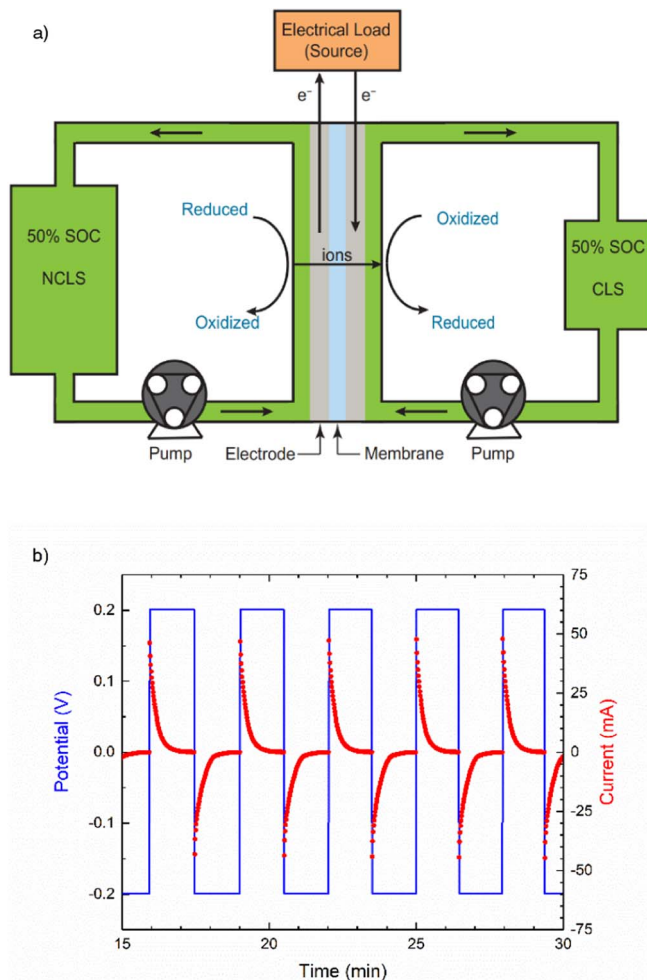 a)
Electrical Load
(Source)
e⁻
e⁻
50% SOC
NCLS
Reduced
Oxidized
ions
Oxidized
Reduced
50% SOC
CLS
Pump
Electrode
Membrane
Pump
b)
Potential (V)
0.2
0.1
0.0
-0.1
-0.2
75
50
25
0
-25
-50
-75
Current (mA)
15
20
25
30
Time (min)